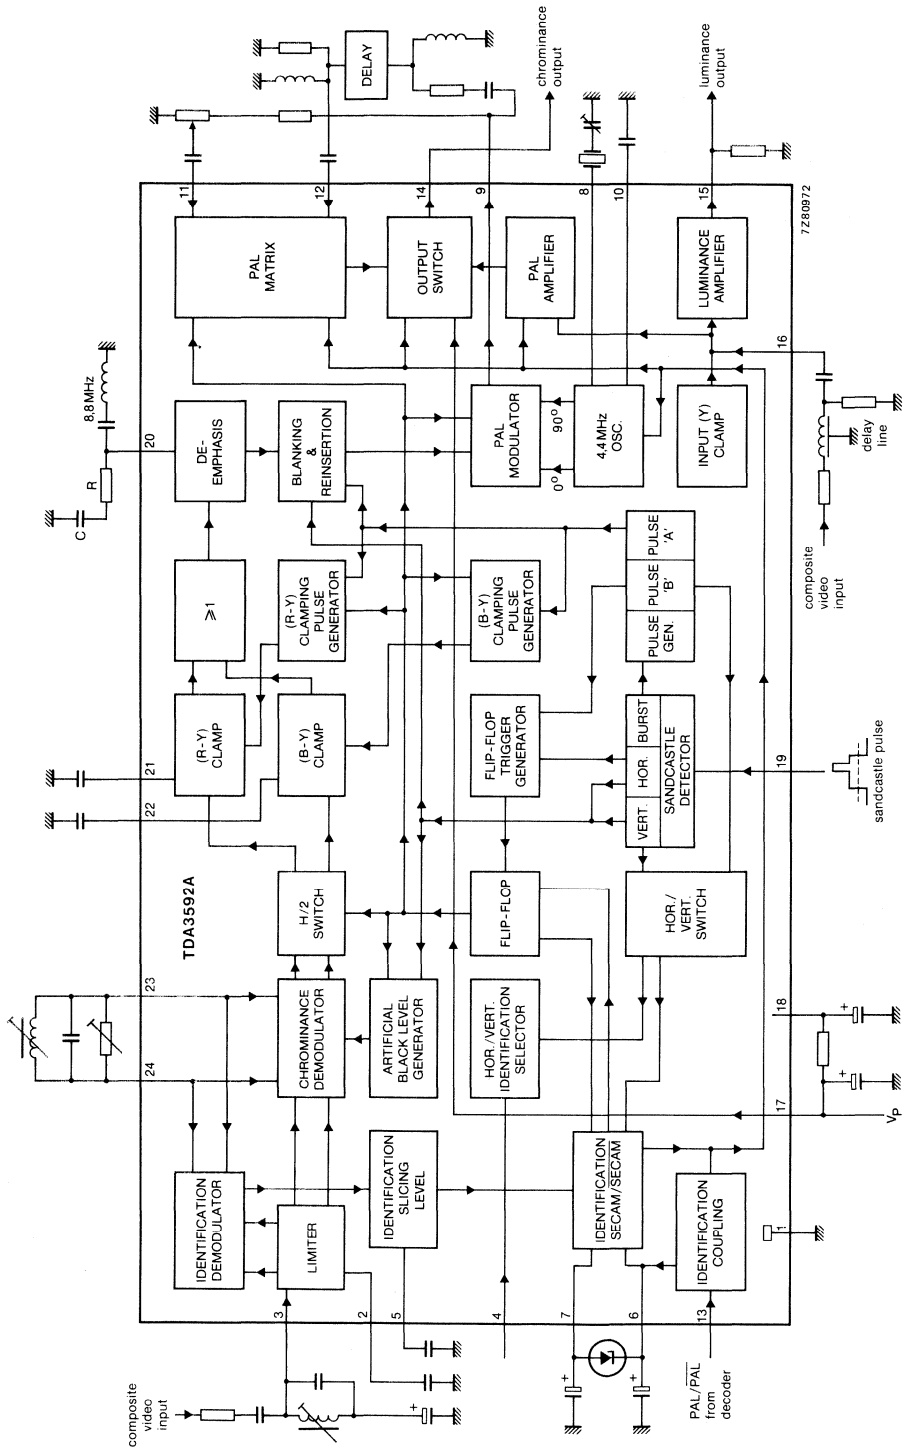 TDA3592A
composite
video
input
3
2
5
4
7
6
13
PAL/PAL
from
decoder
24
23
22
21
20
C
R
8.8 MHz
IDENTIFICATION
DEMODULATOR
LIMITER
IDENTIFICATION
SLICING
LEVEL
IDENTIFICATION
SECAM/SECAM
IDENTIFICATION
COUPLING
CHROMINANCE
DEMODULATOR
ARTIFICIAL
BLACK LEVEL
GENERATOR
HOR./VERT.
IDENTIFICATION
SELECTOR
H/2
SWITCH
FLIP-FLOP
HOR./
VERT.
SWITCH
(R-Y)
CLAMP
(B-Y)
CLAMP
FLIP-FLOP
TRIGGER
GENERATOR
VERT.
HOR.
BURST
SANDCASTLE
DETECTOR
≥1
(R-Y)
CLAMPING
PULSE
GENERATOR
(B-Y)
CLAMPING
PULSE
GENERATOR
PULSE
GEN.
PULSE
'B'
PULSE
'A'
DE-
EMPHASIS
BLANKING
&
REINSERTION
PAL
MODULATOR
0°
90°
4.4 MHz
OSC.
INPUT (Y)
CLAMP
PAL
MATRIX
OUTPUT
SWITCH
PAL
AMPLIFIER
LUMINANCE
AMPLIFIER
11
12
14
9
8
10
15
DELAY
chrominance
output
luminance
output
1
17
18
19
16
VP
+
+
+
+
+
sandcastle pulse
composite
video
input
delay
line
7Z80972